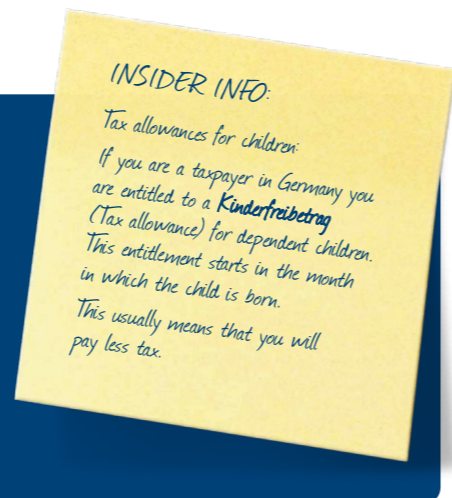 INSIDER INFO:
Tax allowances for children:
If you are a taxpayer in Germany you
are entitled to a Kinderfreibetrag
(Tax allowance) for dependent children.
This entitlement starts in the month
in which the child is born.
This usually means that you will
pay less tax.